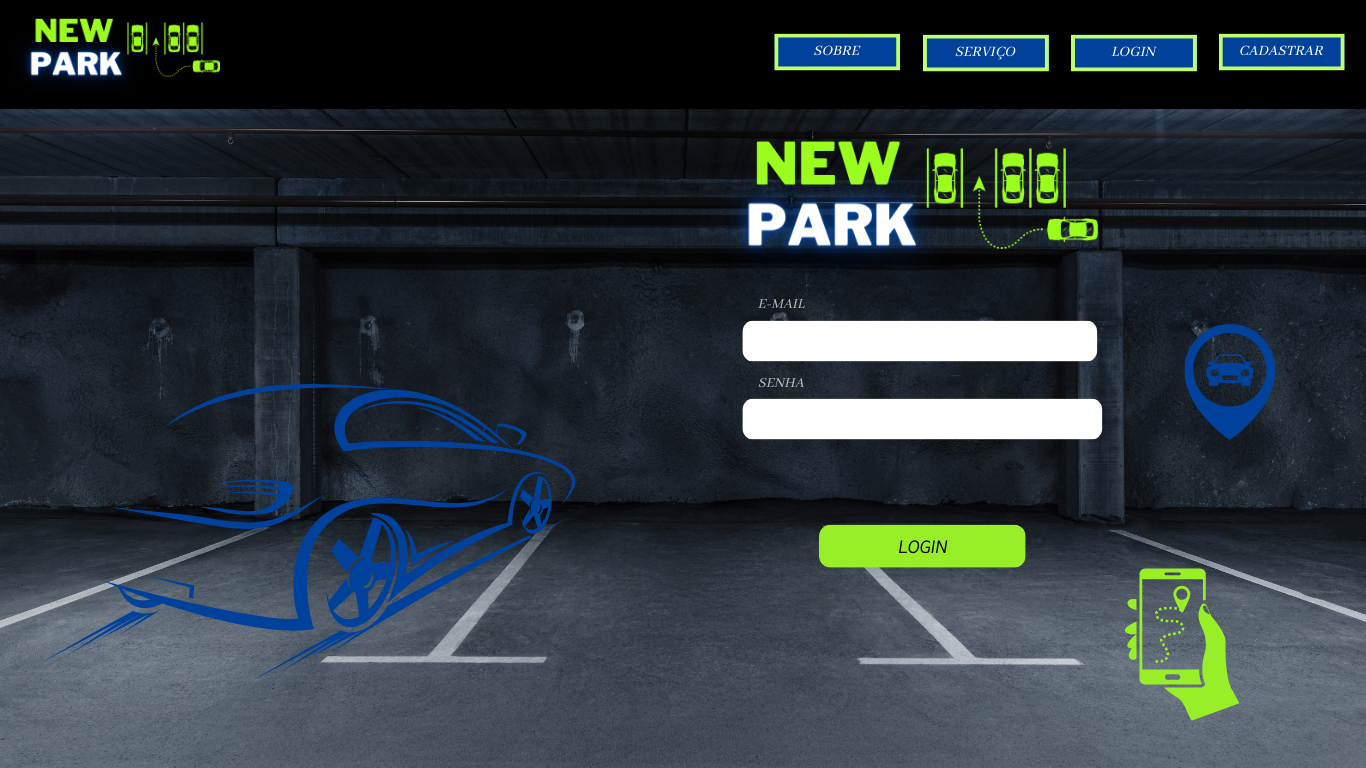 NEW
PARK
SOBRE
SERVIÇO
LOGIN
CADASTRAR
NEW
PARK
E-MAIL
SENHA
LOGIN